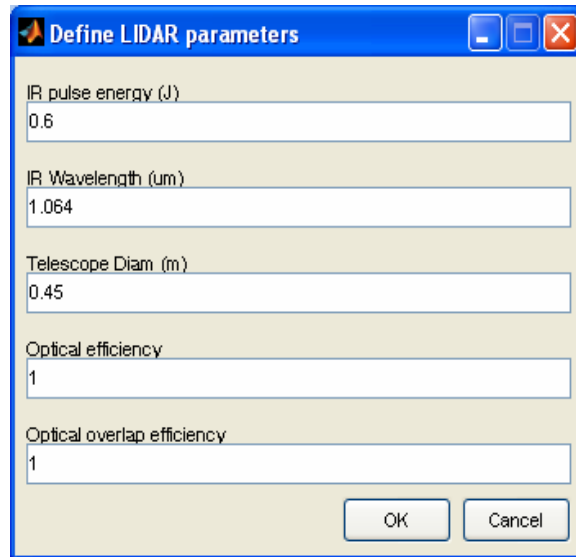 Define LIDAR parameters
IR pulse energy (J)
0.6
IR Wavelength (um)
1.064
Telescope Diam (m)
0.45
Optical efficiency
1
Optical overlap efficiency
1
OK Cancel